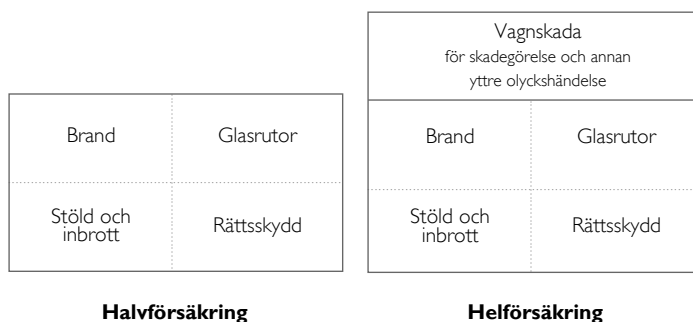 Brand
Glasrutor
Stöld och
inbrott
Rättsskydd
Halvförsäkring
Vagnskada
för skadegörelse och annan
yttre olyckshändelse
Brand
Glasrutor
Stöld och
inbrott
Rättsskydd
Helförsäkring